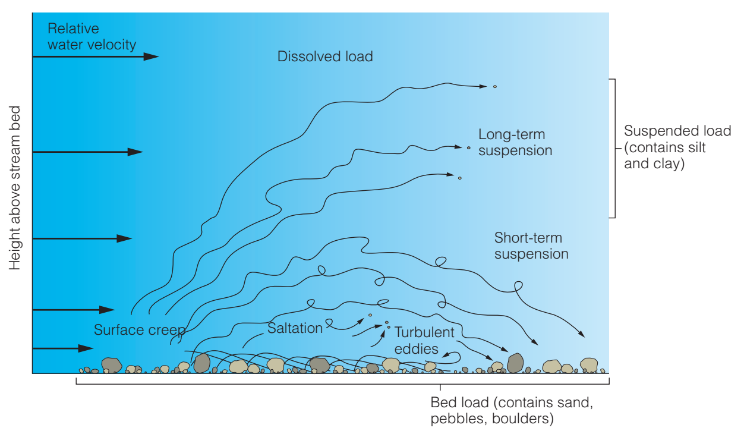 Relative
water velocity
Dissolved load
Height above stream bed
Long-term
suspension
Suspended load
(contains silt
and clay)
Short-term
suspension
Surface creep
Saltation
Turbulent
eddies
Bed load (contains sand,
pebbles, boulders)